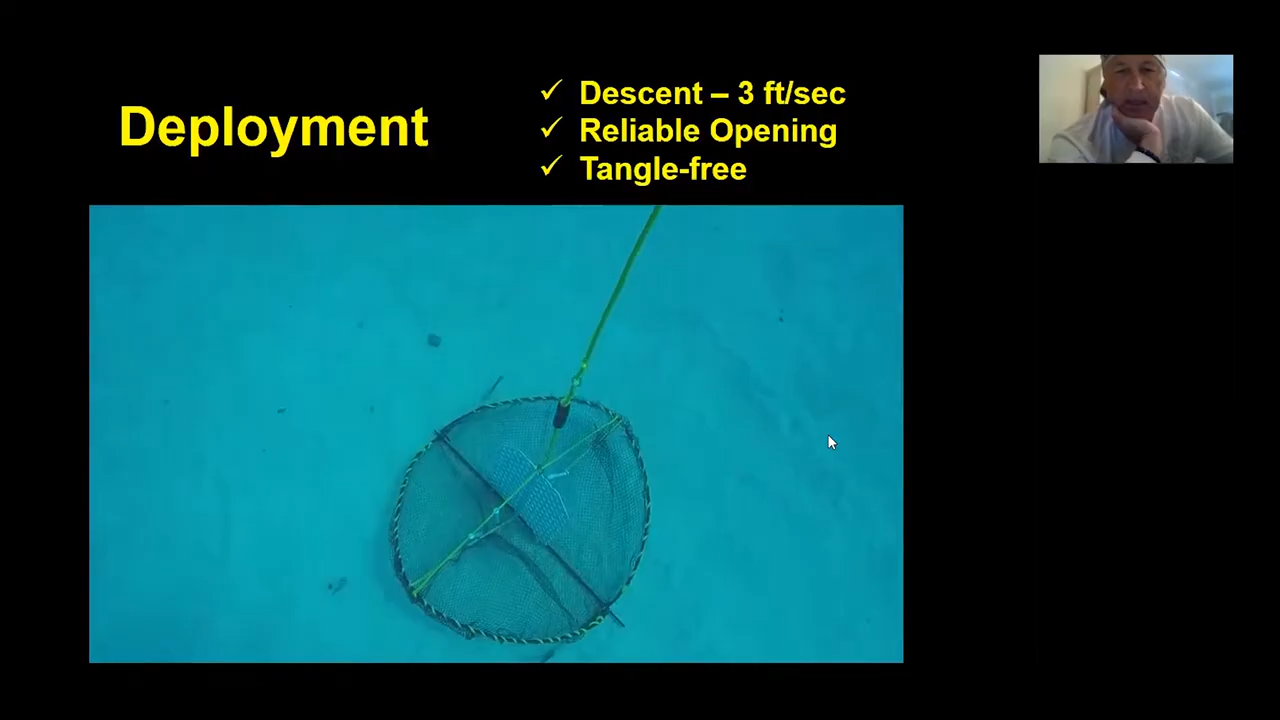 Deployment
✓ Descent – 3 ft/sec
✓ Reliable Opening
✓ Tangle-free